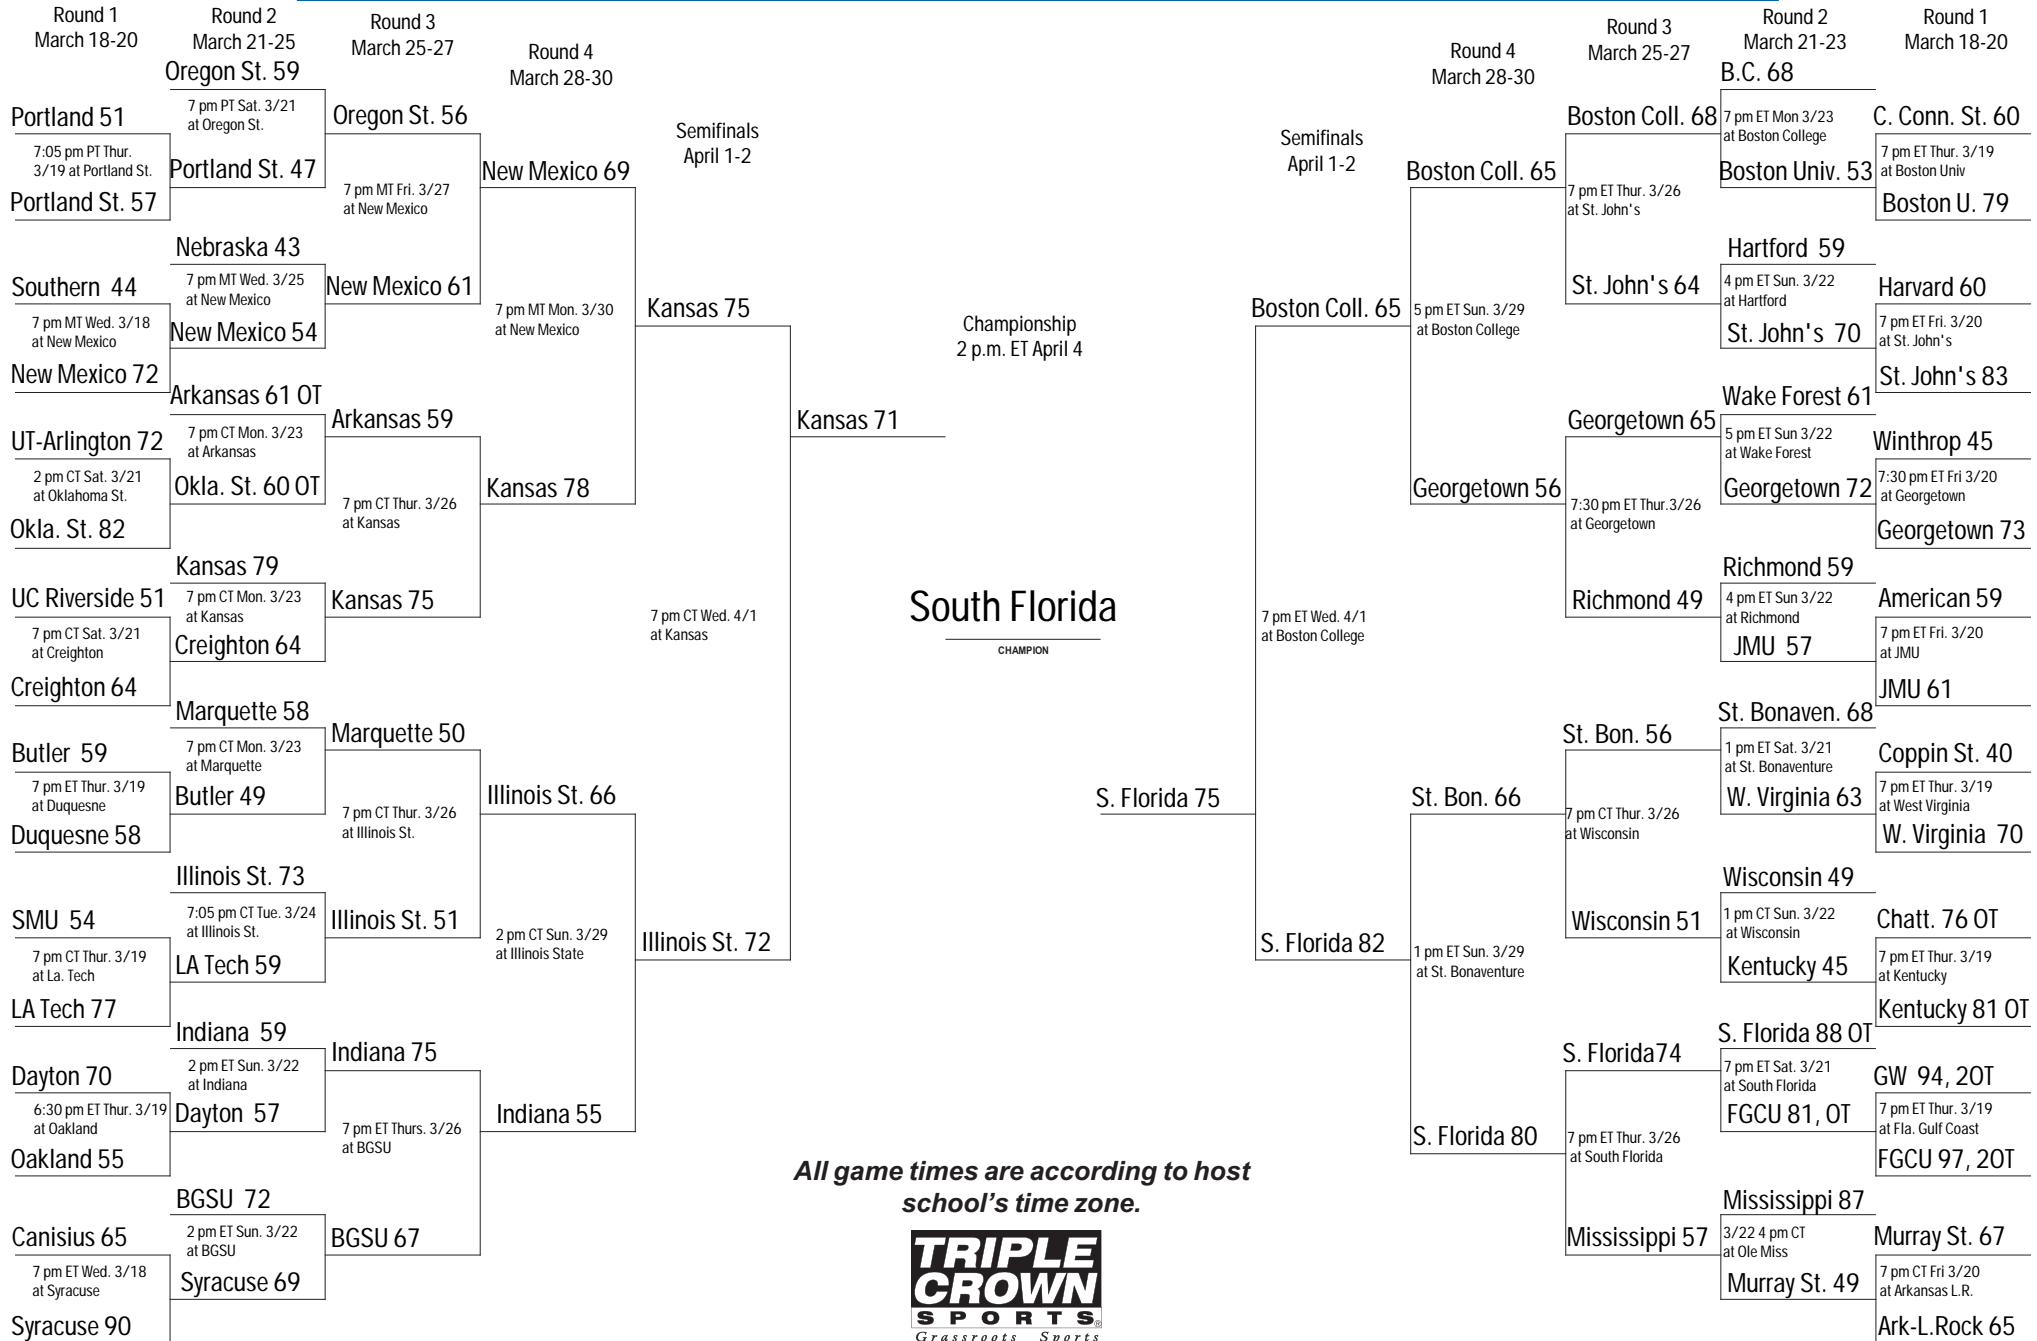 Round 1
March 18-20
Round 2
March 21-25
Round 3
March 25-27
Round 4
March 28-30
Semifinals
April 1-2
Portland 51
7:05 pm PT Thur.
3/19 at Portland St.
Portland St. 57
Southern 44
7 pm MT Wed. 3/18
at New Mexico
New Mexico 72
UT-Arlington 72
2 pm CT Sat. 3/21
at Oklahoma St.
Okla. St. 82
UC Riverside 51
7 pm CT Sat. 3/21
at Creighton
Creighton 64
Butler 59
7 pm ET Thur. 3/19
at Duquesne
Duquesne 58
SMU 54
7 pm CT Thur. 3/19
at La. Tech
LA Tech 77
Dayton 70
6:30 pm ET Thur. 3/19
at Oakland
Oakland 55
Canisius 65
7 pm ET Wed. 3/18
at Syracuse
Syracuse 90
Oregon St. 59
7 pm PT Sat. 3/21
at Oregon St.
Portland St. 47
Nebraska 43
7 pm MT Wed. 3/25
at New Mexico
New Mexico 54
Arkansas 61 OT
7 pm CT Mon. 3/23
at Arkansas
Okla. St. 60 OT
Kansas 79
7 pm CT Mon. 3/23
at Kansas
Creighton 64
Marquette 58
7 pm CT Mon. 3/23
at Marquette
Butler 49
Illinois St. 73
7:05 pm CT Tue. 3/24
at Illinois St.
LA Tech 59
Indiana 59
2 pm ET Sun. 3/22
at Indiana
Dayton 57
BGSU 72
2 pm ET Sun. 3/22
at BGSU
Syracuse 69
Oregon St. 56
7 pm MT Fri. 3/27
at New Mexico
New Mexico 61
Arkansas 59
7 pm CT Thur. 3/26
at Kansas
Kansas 75
Marquette 50
7 pm CT Thur. 3/26
at Illinois St.
Illinois St. 51
Indiana 75
7 pm ET Thurs. 3/26
at BGSU
BGSU 67
New Mexico 69
7 pm MT Mon. 3/30
at New Mexico
Kansas 78
Illinois St. 66
2 pm CT Sun. 3/29
at Illinois State
Indiana 55
Kansas 75
7 pm CT Wed. 4/1
at Kansas
Illinois St. 72
Kansas 71
Championship
2 p.m. ET April 4
South Florida
CHAMPION
S. Florida 75
All game times are according to host
school's time zone.
TRIPLE
CROWN
SPORTS®
Grassroots Sports
Semifinals
April 1-2
Round 4
March 28-30
Round 3
March 25-27
Round 2
March 21-23
Round 1
March 18-20
Boston Coll. 65
7 pm ET Wed. 4/1
at Boston College
S. Florida 82
Boston Coll. 65
5 pm ET Sun. 3/29
at Boston College
Georgetown 56
St. Bon. 66
1 pm ET Sun. 3/29
at St. Bonaventure
S. Florida 80
Boston Coll. 68
7 pm ET Thur. 3/26
at St. John's
St. John's 64
Georgetown 65
7:30 pm ET Thur.3/26
at Georgetown
Richmond 49
St. Bon. 56
7 pm CT Thur. 3/26
at Wisconsin
Wisconsin 51
S. Florida74
7 pm ET Thur. 3/26
at South Florida
Mississippi 57
B.C. 68
7 pm ET Mon 3/23
at Boston College
Boston Univ. 53
Hartford 59
4 pm ET Sun. 3/22
at Hartford
St. John's 70
Wake Forest 61
5 pm ET Sun 3/22
at Wake Forest
Georgetown 72
Richmond 59
4 pm ET Sun 3/22
at Richmond
JMU 57
St. Bonaven. 68
1 pm ET Sat. 3/21
at St. Bonaventure
W. Virginia 63
Wisconsin 49
1 pm CT Sun. 3/22
at Wisconsin
Kentucky 45
S. Florida 88 OT
7 pm ET Sat. 3/21
at South Florida
FGCU 81, OT
Mississippi 87
3/22 4 pm CT
at Ole Miss
Murray St. 49
C. Conn. St. 60
7 pm ET Thur. 3/19
at Boston Univ
Boston U. 79
Harvard 60
7 pm ET Fri. 3/20
at St. John's
St. John's 83
Winthrop 45
7:30 pm ET Fri 3/20
at Georgetown
Georgetown 73
American 59
7 pm ET Fri. 3/20
at JMU
JMU 61
Coppin St. 40
7 pm ET Thur. 3/19
at West Virginia
W. Virginia 70
Chatt. 76 OT
7 pm ET Thur. 3/19
at Kentucky
Kentucky 81 OT
GW 94, 2OT
7 pm ET Thur. 3/19
at Fla. Gulf Coast
FGCU 97, 2OT
Murray St. 67
7 pm CT Fri 3/20
at Arkansas L.R.
Ark-L.Rock 65